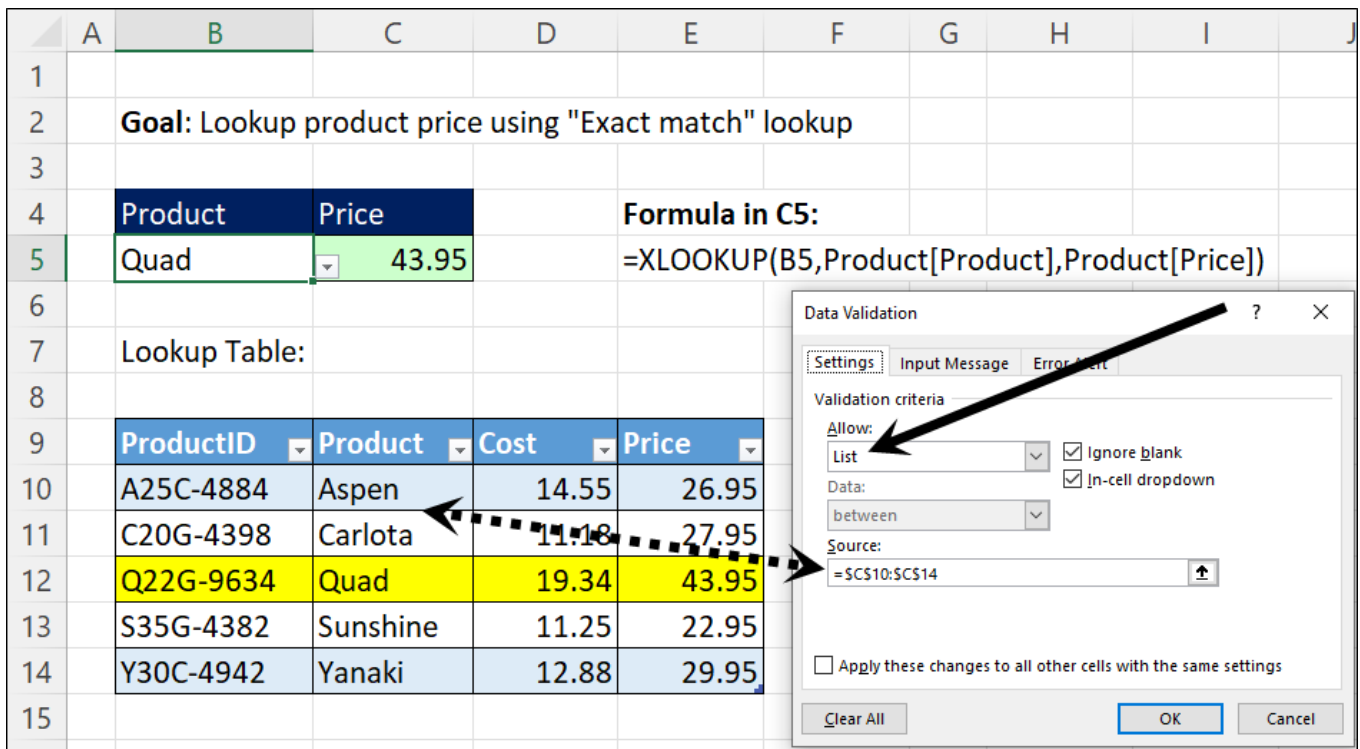 A B C D E F G H I J
1
2 Goal: Lookup product price using "Exact match" lookup
3
4 Product Price Formula in C5:
5 Quad 43.95 =XLOOKUP(B5,Product[Product],Product[Price])
6
7 Lookup Table:
8
9 ProductID Product Cost Price
10 A25C-4884 Aspen 14.55 26.95
11 C20G-4398 Carlota 11.18 27.95
12 Q22G-9634 Quad 19.34 43.95
13 S35G-4382 Sunshine 11.25 22.95
14 Y30C-4942 Yanaki 12.88 29.95
15
Data Validation ?
Settings Input Message Error Alert
Validation criteria
Allow:
List Ignore blank
Data: In-cell dropdown
between
Source:
=$C$10:$C$14
Apply these changes to all other cells with the same settings
Clear All OK Cancel